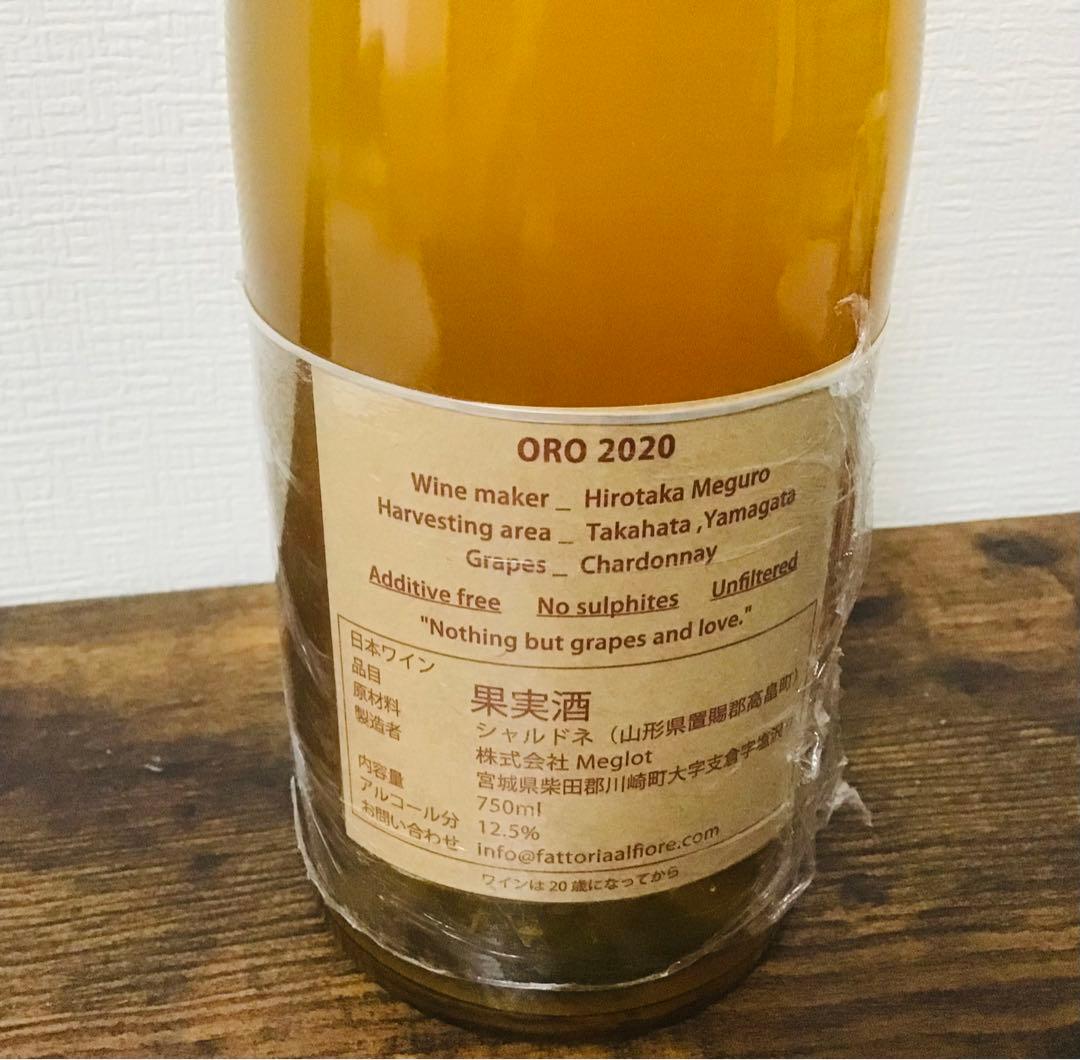 ORO 2020
Wine maker _ Hirotaka Meguro
Harvesting area _ Takahata ,Yamagata
Grapes _ Chardonnay
Additive free No sulphites Unfiltered
"Nothing but grapes and love."
日本ワイン
品目 果実酒
原材料 シャルドネ（山形県置賜郡高畠町）
製造者 株式会社 Meglot
宮城県柴田郡川崎町大字支倉字塩沢
内容量 750ml
アルコール分 12.5%
お問い合わせ info@fattoriaalfiore.com
ワインは20歳になってから